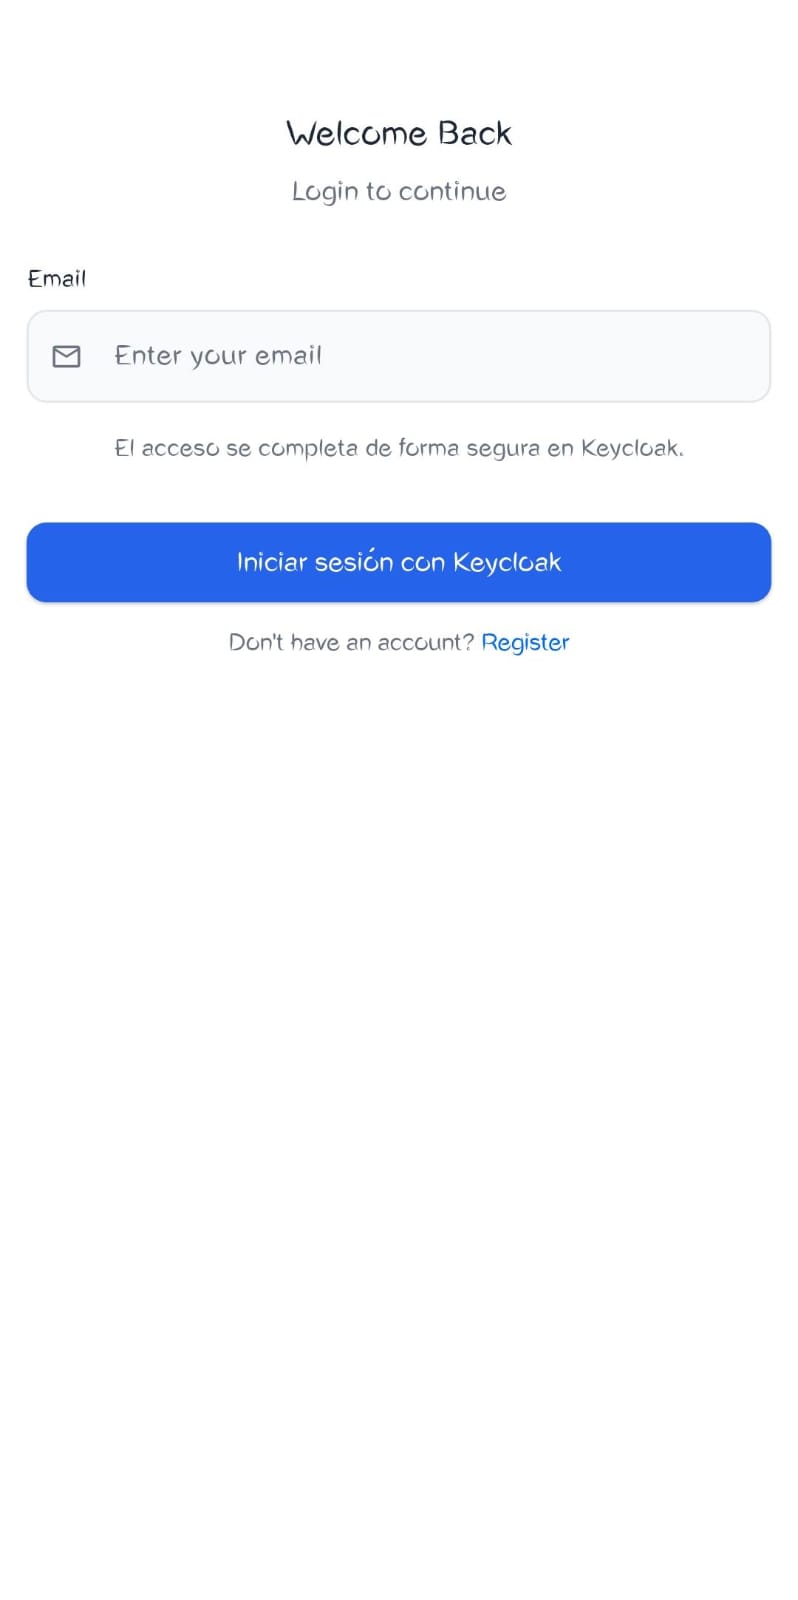 Welcome Back
Login to continue
Email
Enter your email
El acceso se completa de forma segura en Keycloak.
Iniciar sesión con Keycloak
Don't have an account? Register